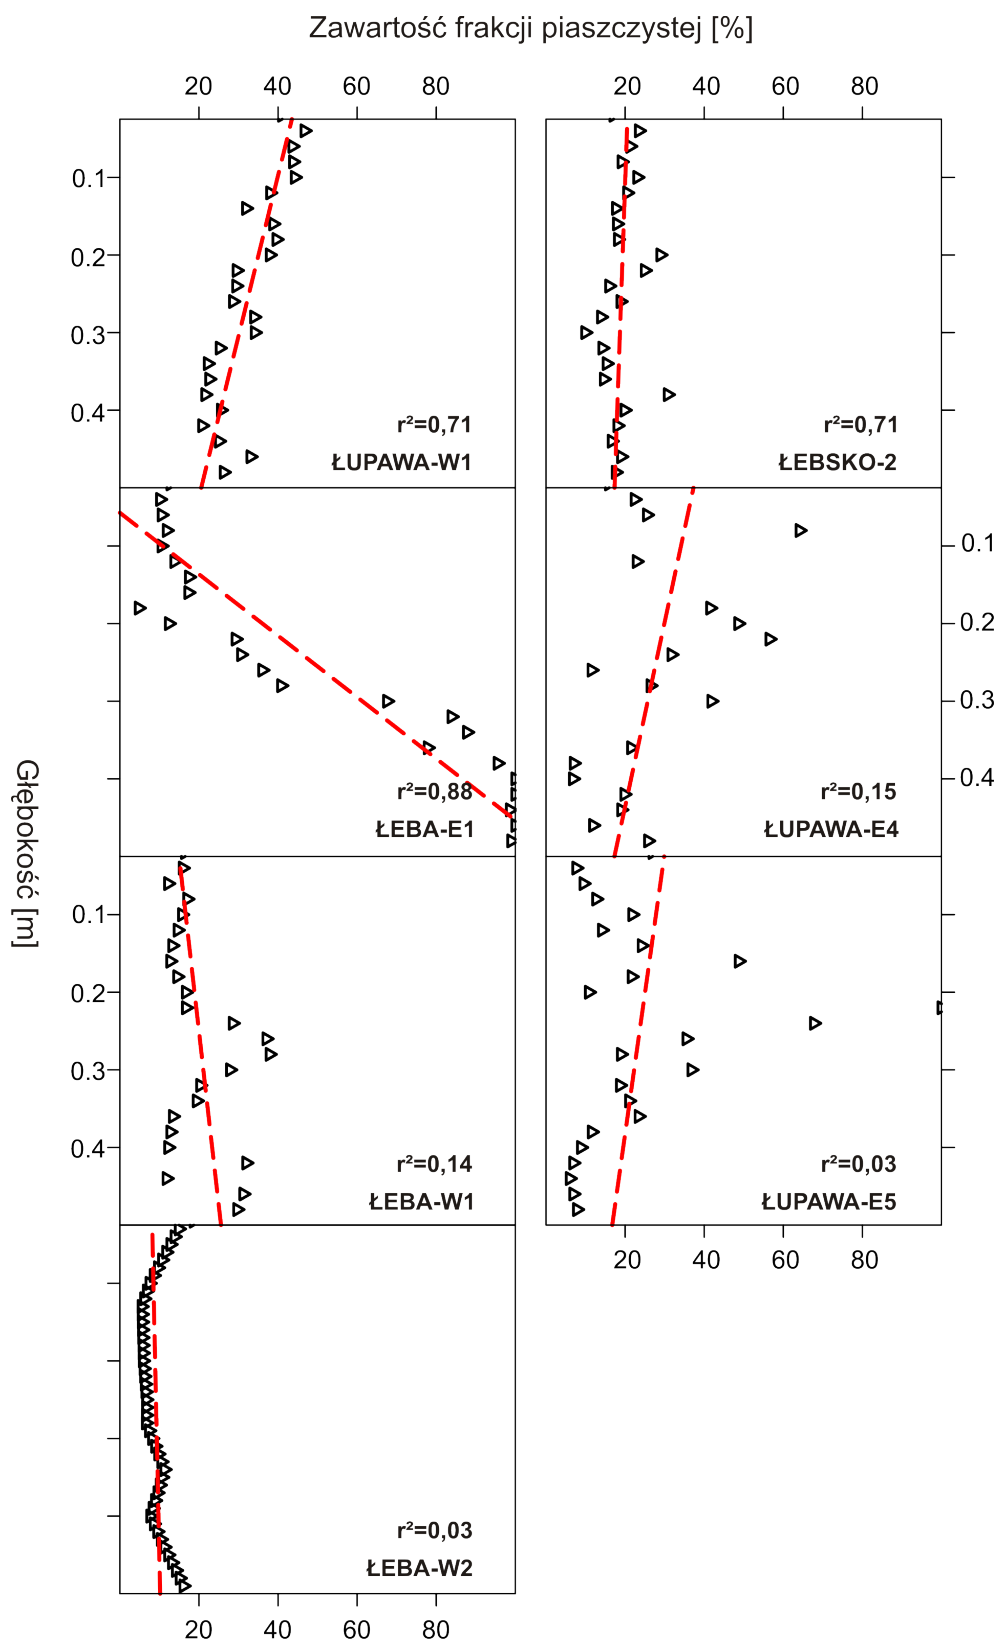 Zawartość frakcji piaszczystej [%]
20 40 60 80 20 40 60 80
0.1
0.2
0.3
0.4
r²=0,71
ŁUPAWA-W1
r²=0,71
ŁEBSKO-2
0.1
0.2
0.3
0.4
r²=0,88
ŁEBA-E1
r²=0,15
ŁUPAWA-E4
Głębokość [m]
0.1
0.2
0.3
0.4
r²=0,14
ŁEBA-W1
r²=0,03
ŁUPAWA-E5
20 40 60 80
r²=0,03
ŁEBA-W2
20 40 60 80